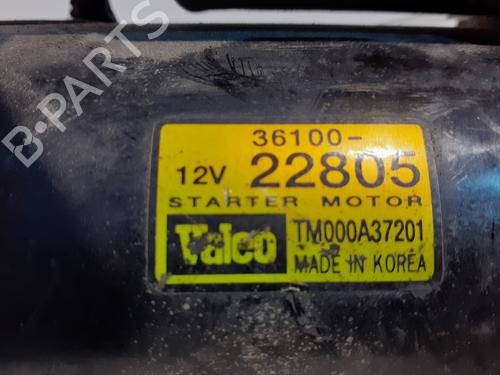 B-PARTS
36100-
12V 22805
STARTER MOTOR
Valeo TM000A37201
MADE IN KOREA